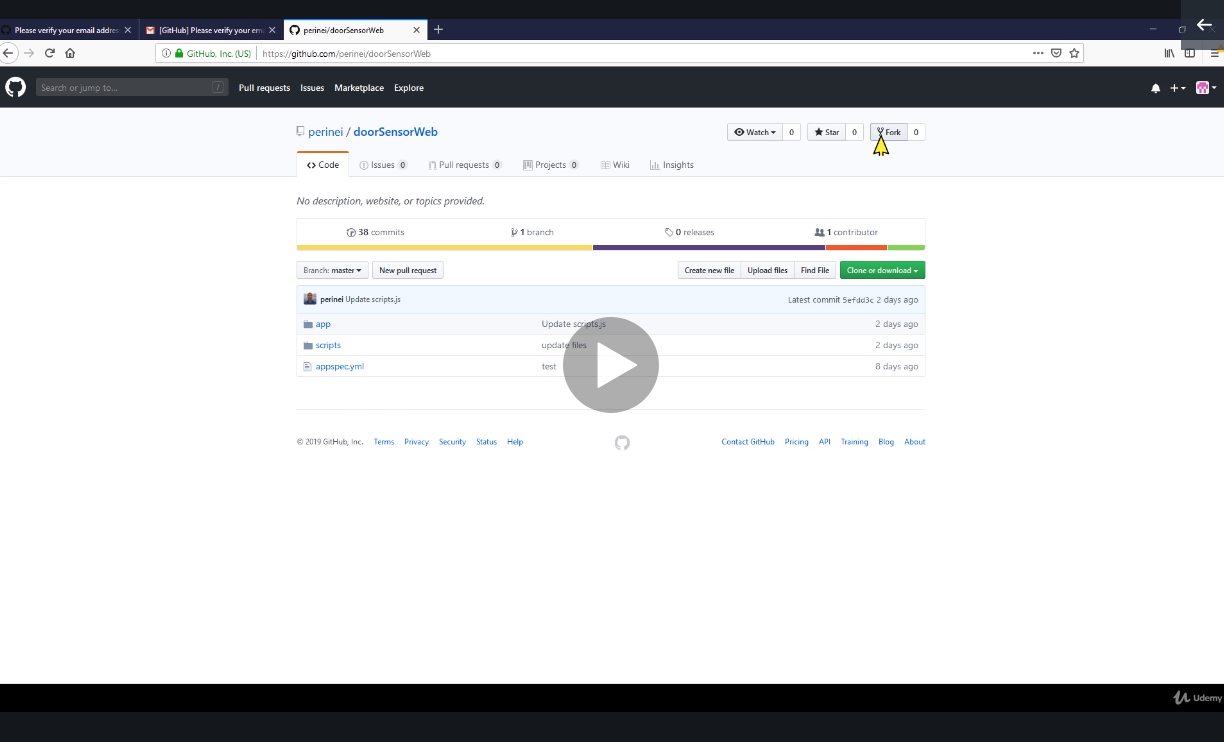 Please verify your email addres
[GitHub] Please verify your ema
perinei/doorSensorWeb
GitHub, Inc. (US)
https://github.com/perinei/doorSensorWeb
Search or jump to...
/
Pull requests
Issues
Marketplace
Explore
perinei / doorSensorWeb
Watch
0
Star
0
Fork
0
Code
Issues 0
Pull requests 0
Projects 0
Wiki
Insights
No description, website, or topics provided.
38 commits
1 branch
0 releases
1 contributor
Branch: master
New pull request
Create new file
Upload files
Find File
Clone or download
perinei Update scripts.js
Latest commit 5efdd3c 2 days ago
app
Update scripts.js
2 days ago
scripts
update files
2 days ago
appspec.yml
test
8 days ago
© 2019 GitHub, Inc.
Terms
Privacy
Security
Status
Help
Contact GitHub
Pricing
API
Training
Blog
About
Udemy